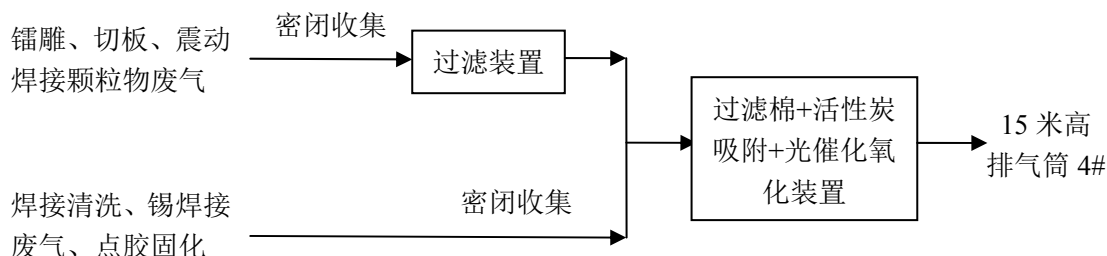 镭雕、切板、震动
焊接颗粒物废气
密闭收集
过滤装置
焊接清洗、锡焊接
废气、点胶固化
密闭收集
过滤棉+活性炭
吸附+光催化氧
化装置
15 米高
排气筒 4#